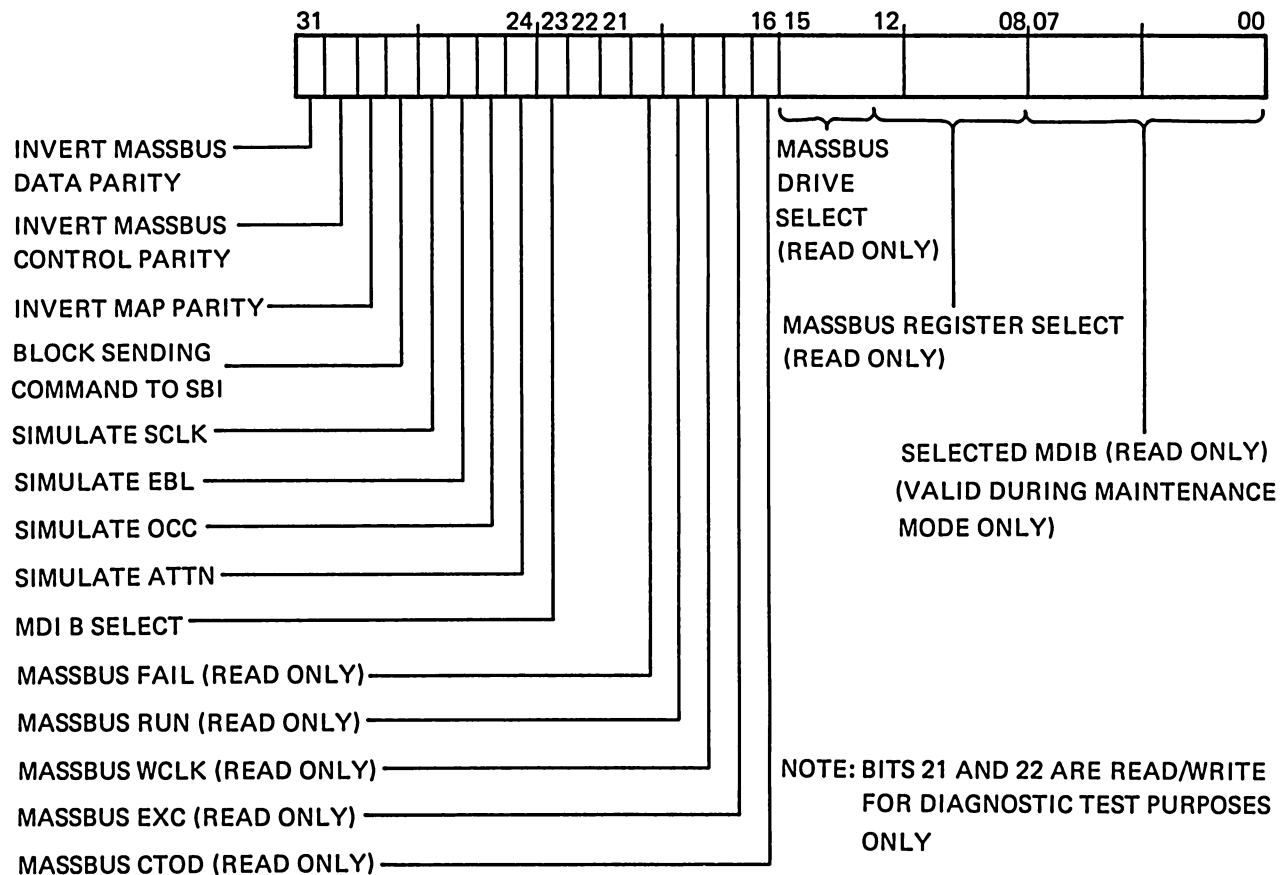 31 24 23 22 21 16 15 12 08 07 00
INVERT MASSBUS
DATA PARITY
INVERT MASSBUS
CONTROL PARITY
INVERT MAP PARITY
BLOCK SENDING
COMMAND TO SBI
SIMULATE SCLK
SIMULATE EBL
SIMULATE OCC
SIMULATE ATTN
MDI B SELECT
MASSBUS FAIL (READ ONLY)
MASSBUS RUN (READ ONLY)
MASSBUS WCLK (READ ONLY)
MASSBUS EXC (READ ONLY)
MASSBUS CTOD (READ ONLY)
MASSBUS
DRIVE
SELECT
(READ ONLY)
MASSBUS REGISTER SELECT
(READ ONLY)
SELECTED MDIB (READ ONLY)
(VALID DURING MAINTENANCE
MODE ONLY)
NOTE: BITS 21 AND 22 ARE READ/WRITE
FOR DIAGNOSTIC TEST PURPOSES
ONLY